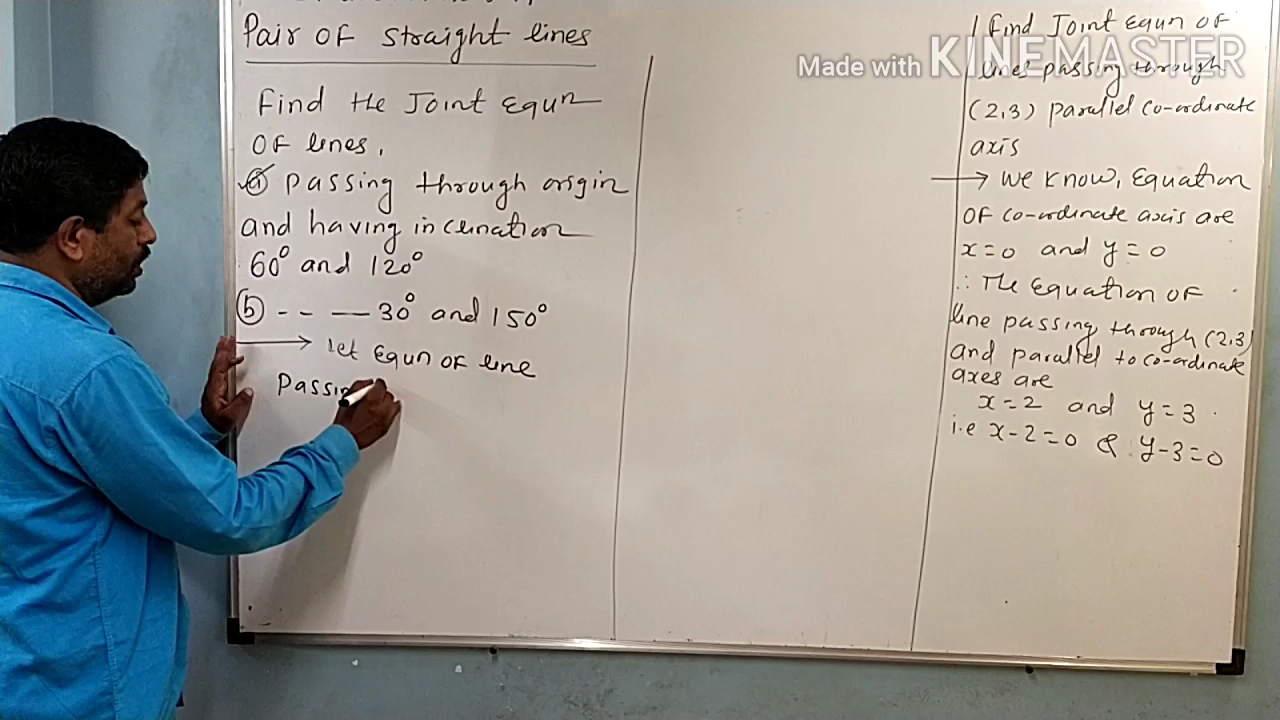 Pair OF straight lines
Find the Joint Equn
OF lines,
(a) passing through origin
and having inclination
60° and 120°
(b) - - — 30° and 150°
→ Let Equn OF line
Passin
1 Find Joint Equn OF
lines passing through
(2,3) parallel co-ordinate
axis
→ we know, Equation
OF co-ordinate axis are
x=0 and y=0
∴ The Equation OF
line passing through (2,3)
and parallel to co-ordinate
axes are
x=2 and y=3
i.e x-2=0 & y-3=0
Made with KINEMASTER